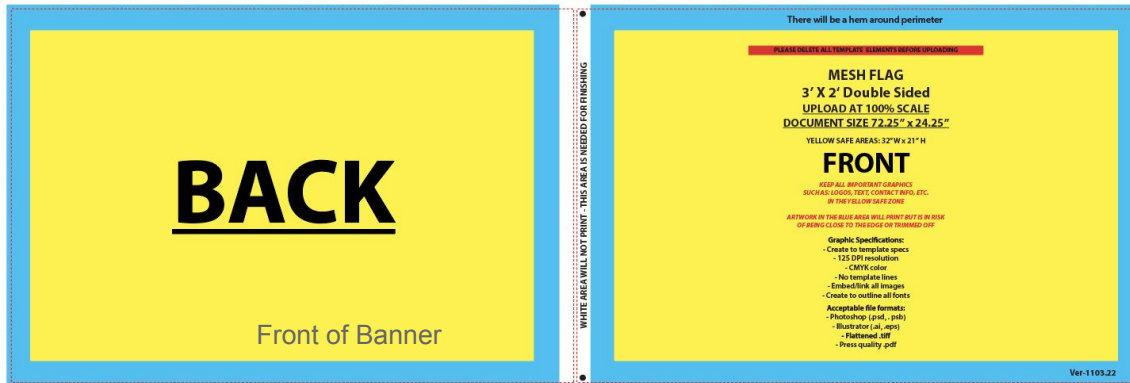 BACK
Front of Banner
WHITE AREA WILL NOT PRINT - THIS AREA IS NEEDED FOR FINISHING
There will be a hem around perimeter
PLEASE DELETE ALL TEMPLATE ELEMENTS BEFORE UPLOADING
MESH FLAG
3’ X 2‘ Double Sided
UPLOAD AT 100% SCALE
DOCUMENT SIZE 72.25” x 24.25”
YELLOW SAFE AREAS: 32”W x 21” H
FRONT
KEEP ALL IMPORTANT GRAPHICS
SUCH AS: LOGOS, TEXT, CONTACT INFO, ETC.
IN THE YELLOW SAFE ZONE
ARTWORK IN THE BLUE AREA WILL PRINT BUT IS IN RISK
OF BEING CLOSE TO THE EDGE OR TRIMMED OFF
Graphic Specifications:
- Create to template specs
- 125 DPI resolution
- CMYK color
- No template lines
- Embed/link all images
- Create to outline all fonts
Acceptable file formats:
- Photoshop (.psd, . psb)
- Illustrator (.ai, .eps)
- Flattened .tiff
- Press quality .pdf
Ver-1103.22